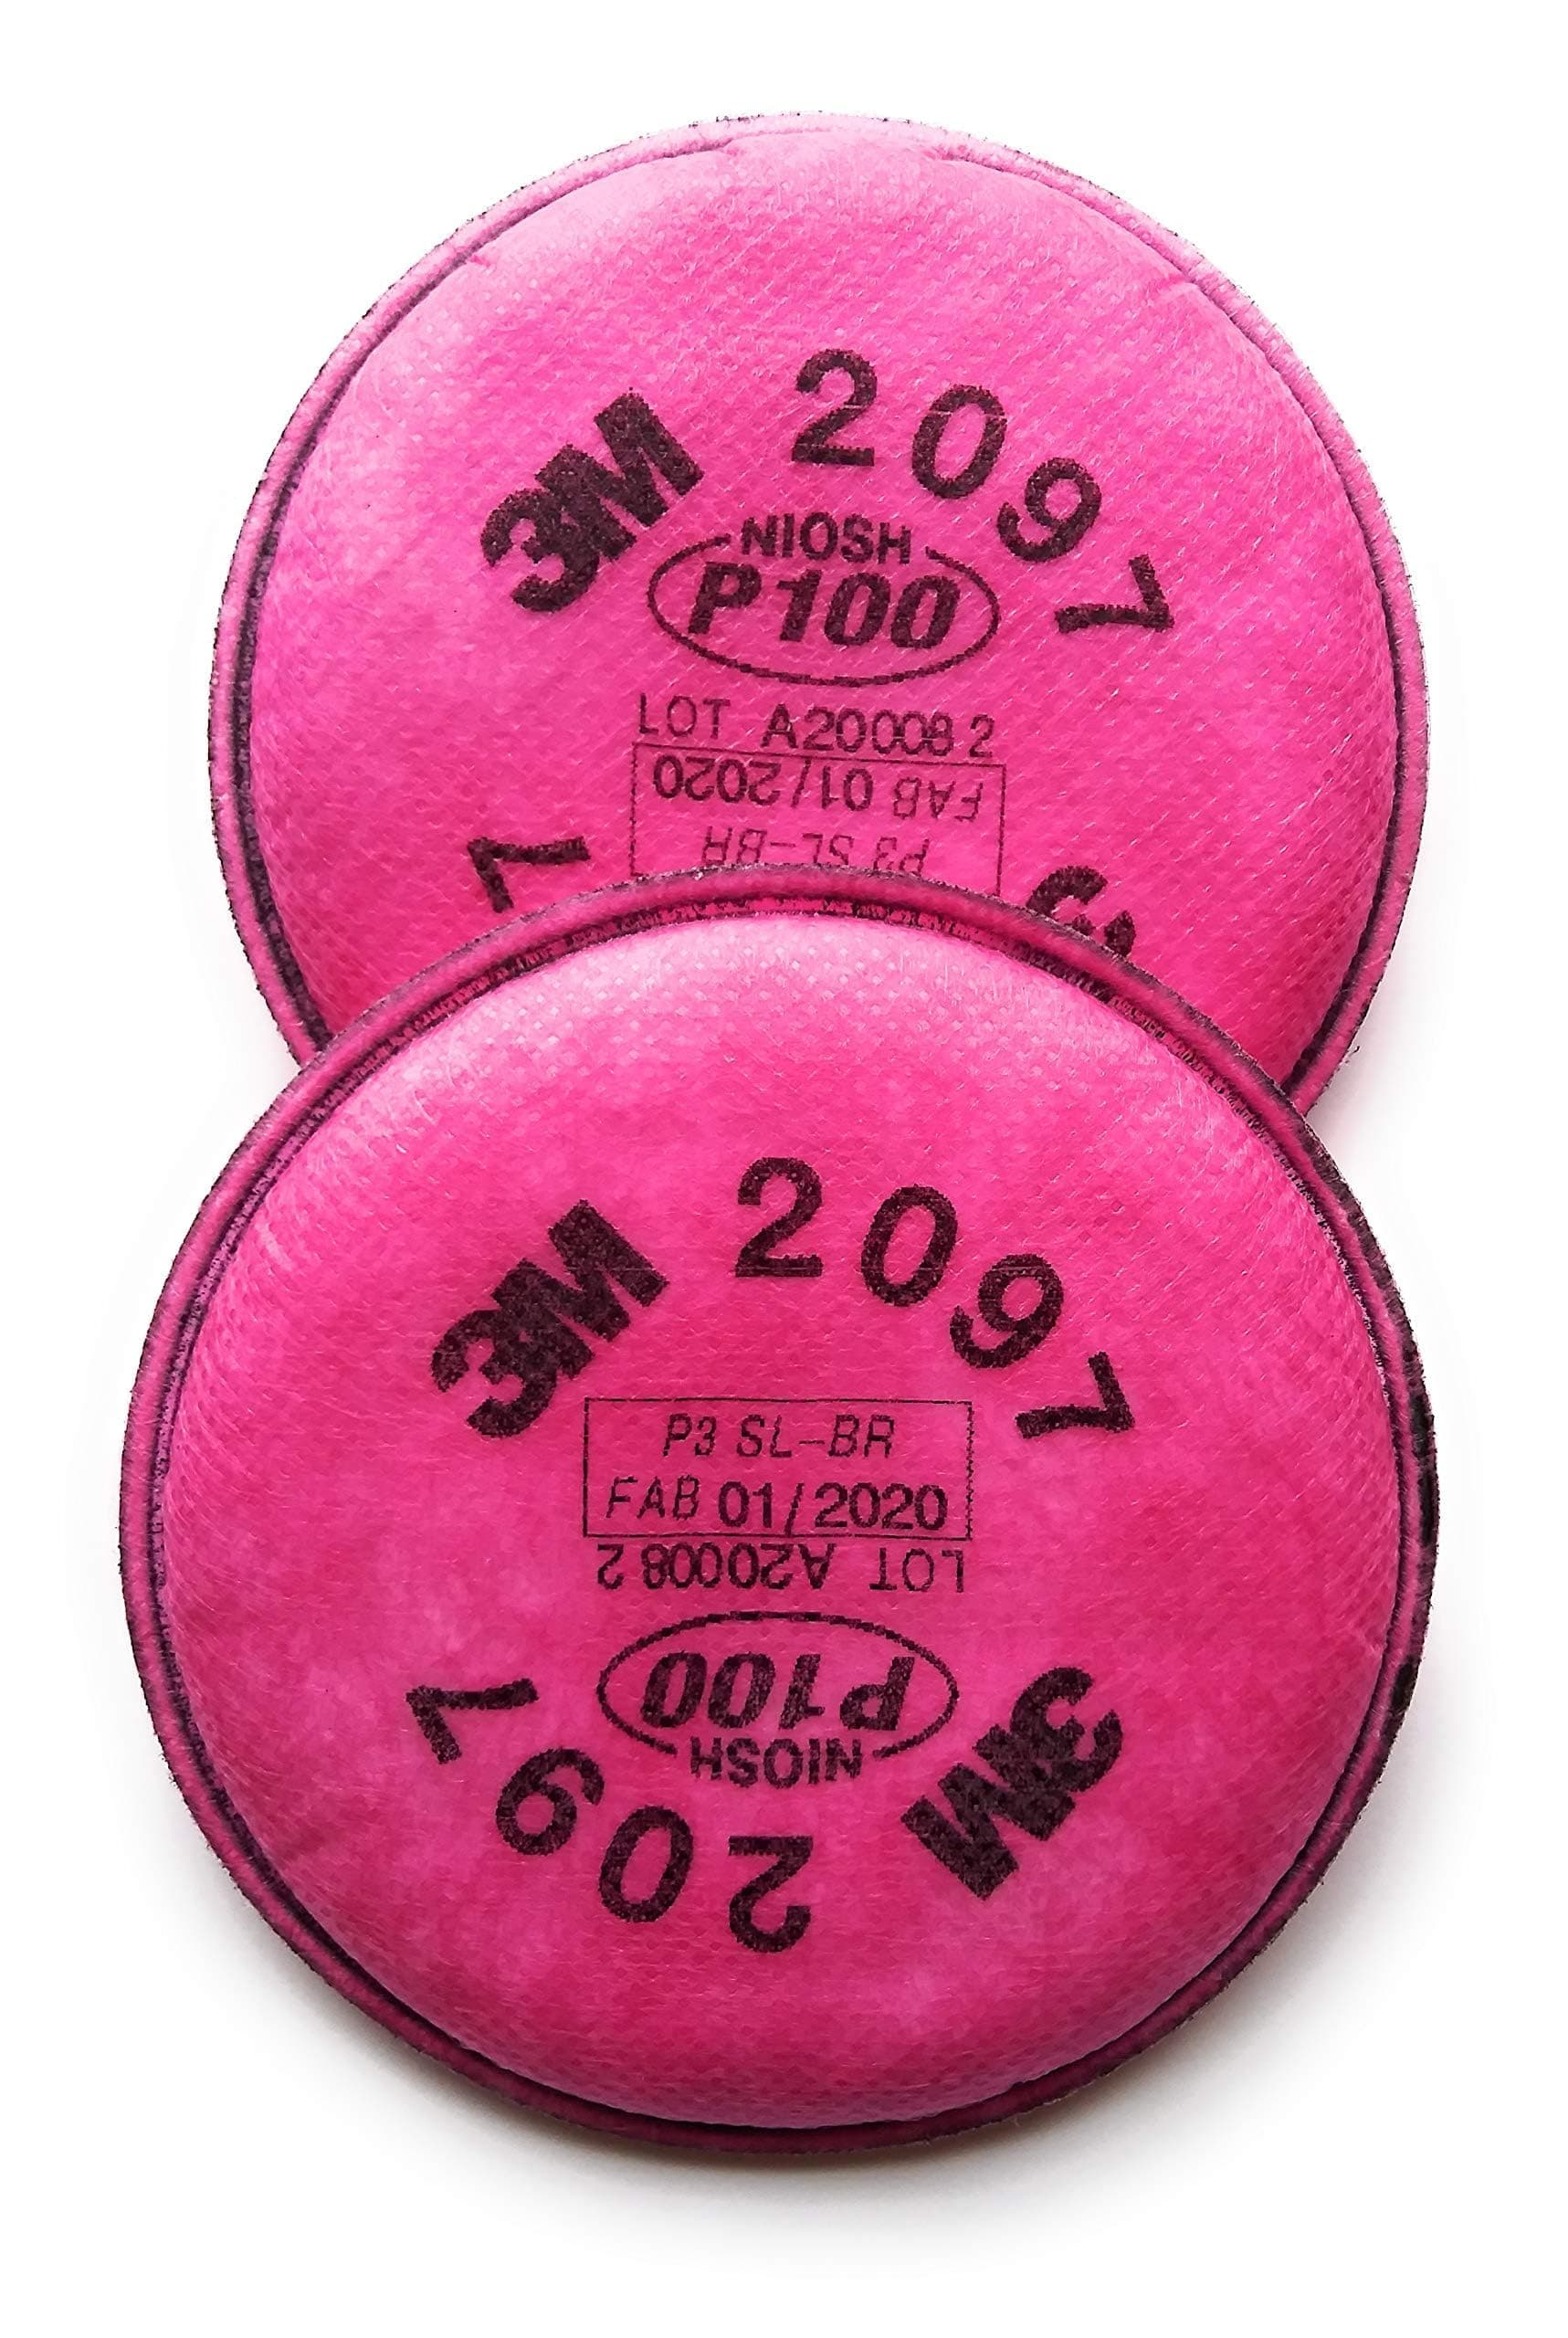 3M 2097
NIOSH
P100
LOT A20008 2
P3 SL-BR
FAB 01/2020
3M 2097
P3 SL-BR
FAB 01/2020
3M 2097
NIOSH
P100
LOT A20008 2